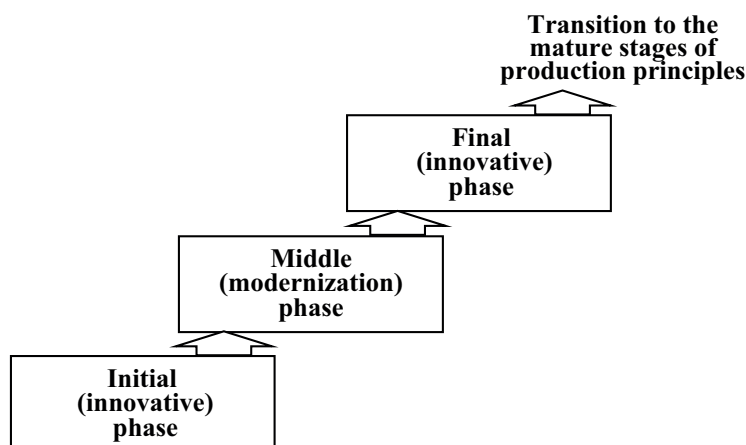 Transition to the
mature stages of
production principles
Final
(innovative)
phase
Middle
(modernization)
phase
Initial
(innovative)
phase